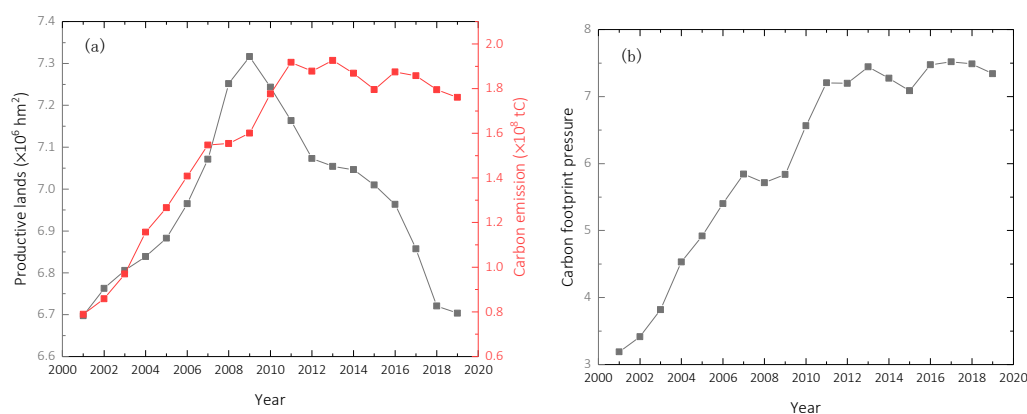 (a)
Productive lands (×10⁶ hm²)
7.4
7.3
7.2
7.1
7.0
6.9
6.8
6.7
6.6
2.0
1.8
1.6
1.4
1.2
1.0
0.8
0.6
Carbon emission (×10⁸ tC)
2000 2002 2004 2006 2008 2010 2012 2014 2016 2018 2020
Year
(b)
Carbon footprint pressure
8
7
6
5
4
3
2000 2002 2004 2006 2008 2010 2012 2014 2016 2018 2020
Year